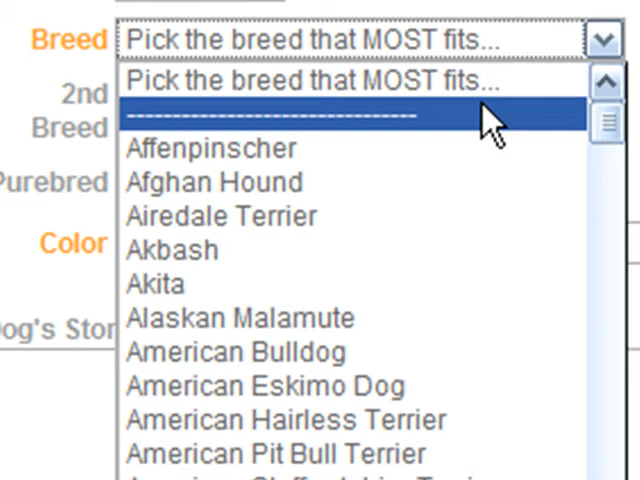 Breed Pick the breed that MOST fits...
Pick the breed that MOST fits...
2nd
Breed
--------------------------------
Affenpinscher
Purebred Afghan Hound
Airedale Terrier
Color Akbash
Akita
Alaskan Malamute
Dog's Stor
American Bulldog
American Eskimo Dog
American Hairless Terrier
American Pit Bull Terrier